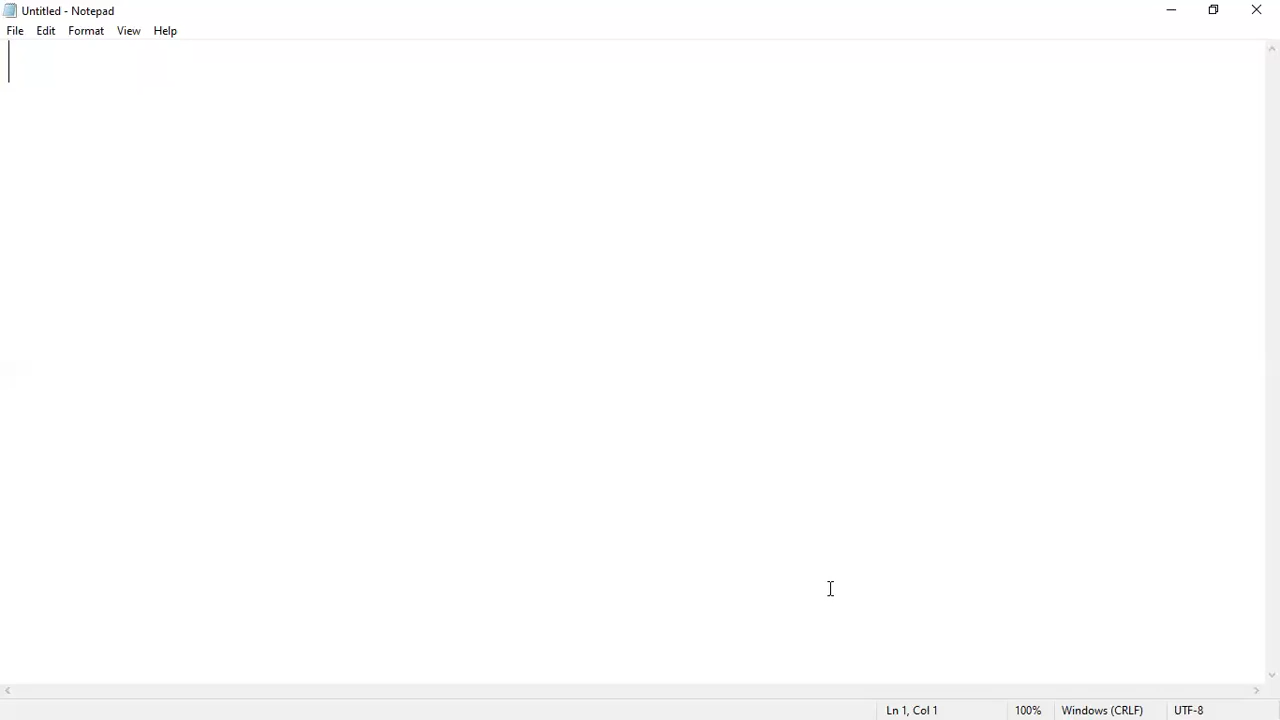 Untitled - Notepad
File Edit Format View Help
Ln 1, Col 1 100% Windows (CRLF) UTF-8